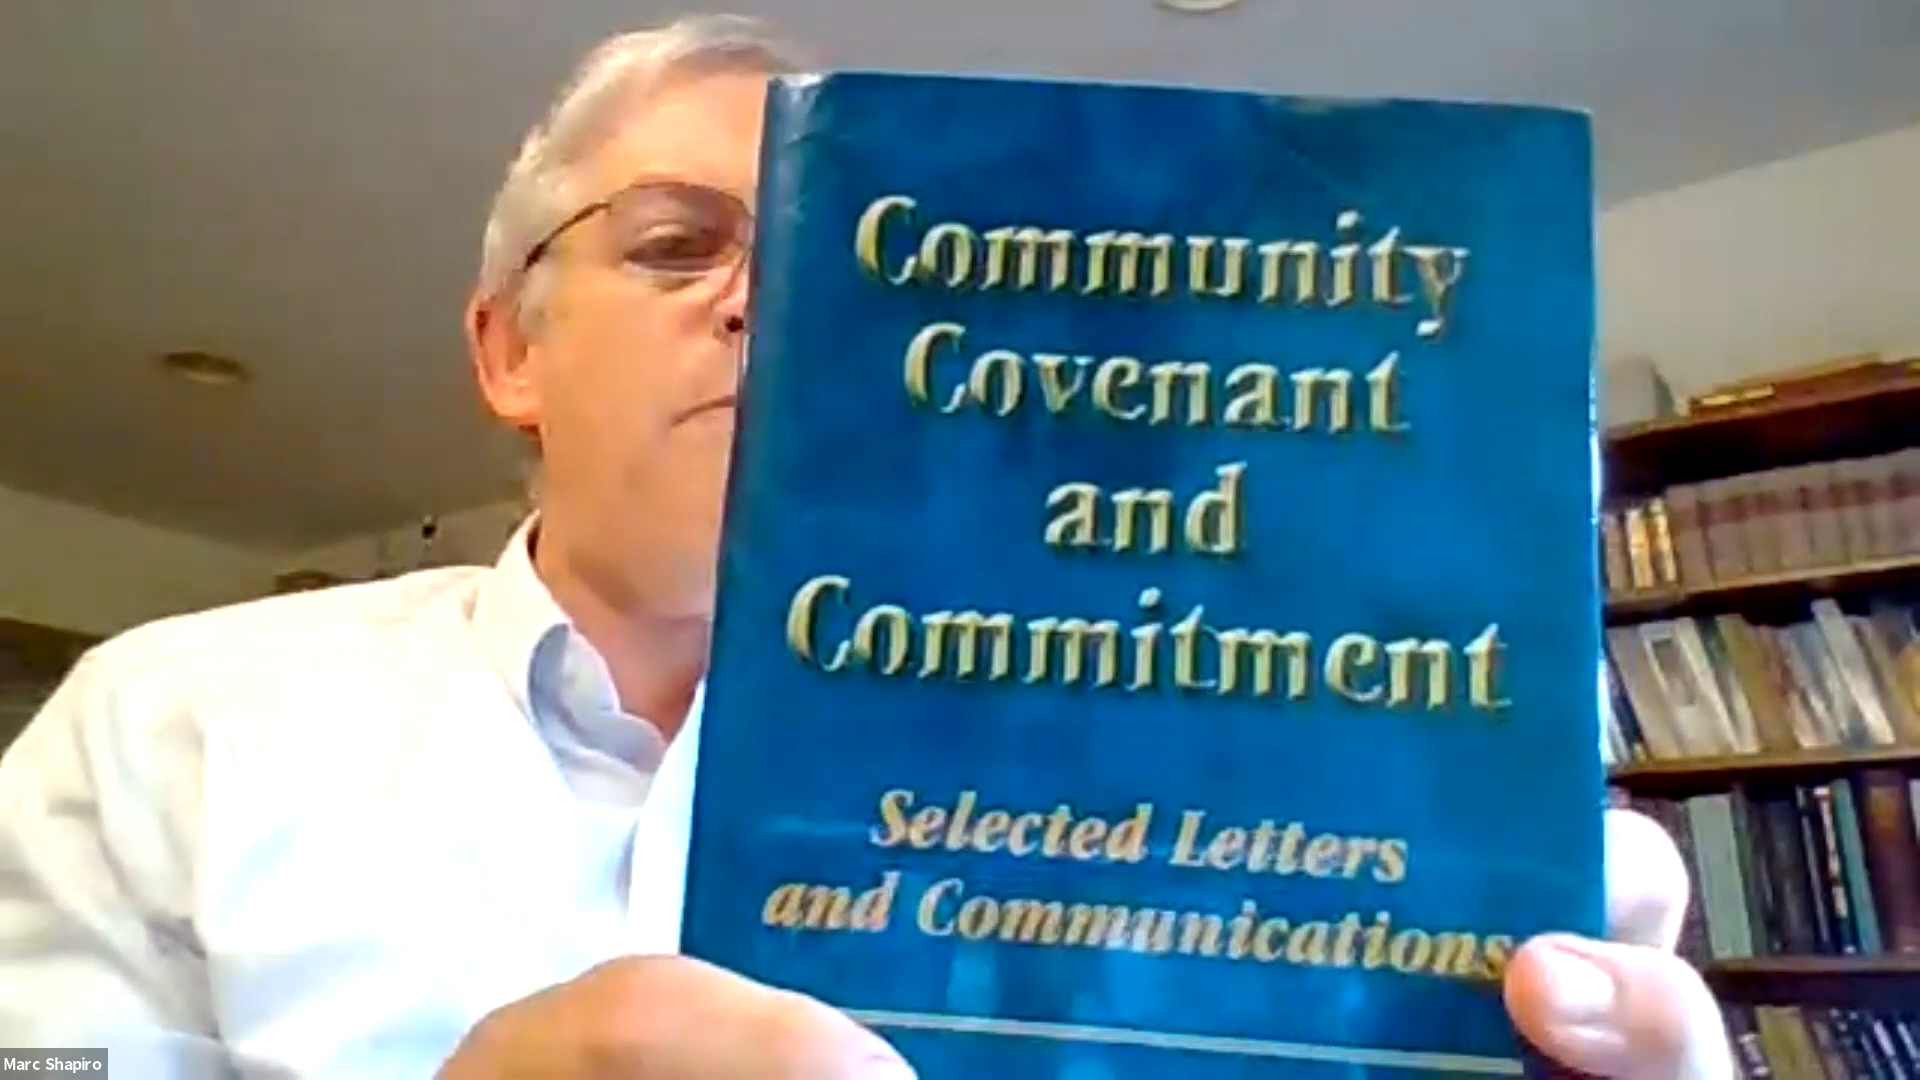 Community
Covenant
and
Commitment
Selected Letters
and Communications
Marc Shapiro